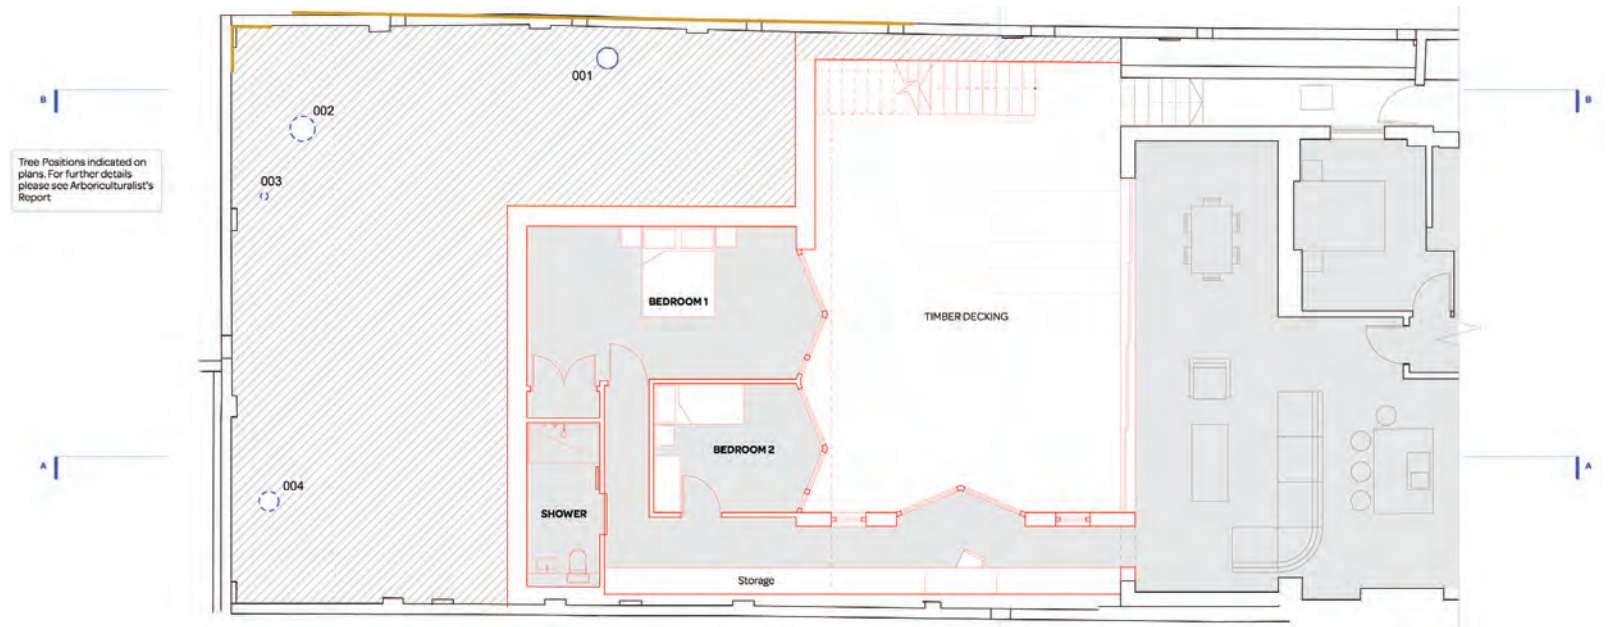 001
B
002
B
Tree Positions indicated on
plans. For further details
please see Arboriculturalist's
Report
003
BEDROOM 1
TIMBER DECKING
BEDROOM 2
A
A
004
SHOWER
Storage